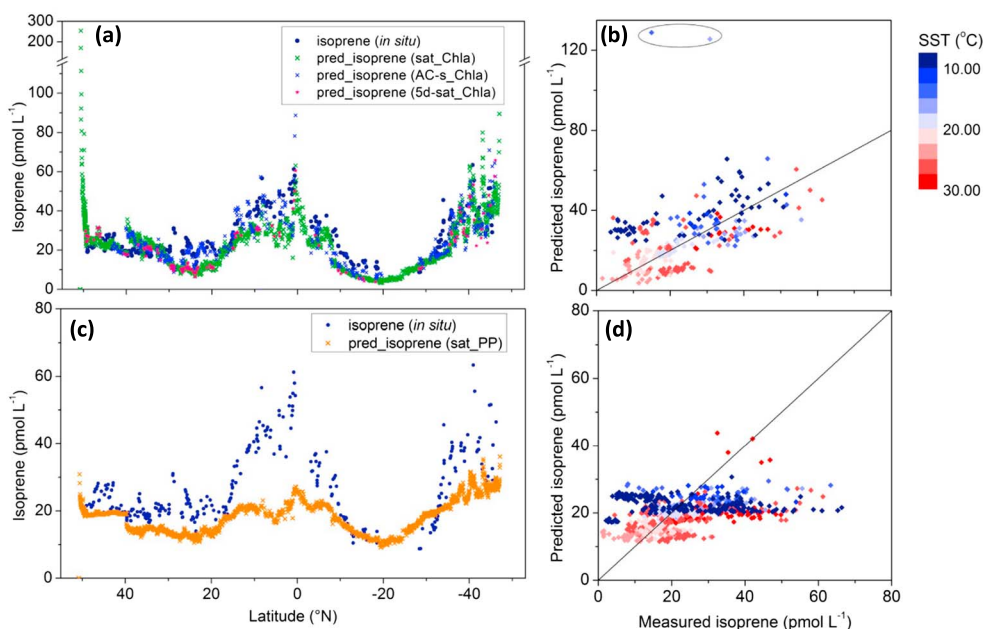 (a)
isoprene (in situ)
pred_isoprene (sat_Chla)
pred_isoprene (AC-s_Chla)
pred_isoprene (5d-sat_Chla)
Isoprene (pmol L⁻¹)
300
200
100
80
60
40
20
0
(b)
Predicted isoprene (pmol L⁻¹)
120
80
40
0
SST (°C)
10.00
20.00
30.00
(c)
isoprene (in situ)
pred_isoprene (sat_PP)
Isoprene (pmol L⁻¹)
80
60
40
20
0
40 20 0 -20 -40
Latitude (°N)
(d)
Predicted isoprene (pmol L⁻¹)
80
60
40
20
0
0 20 40 60 80
Measured isoprene (pmol L⁻¹)